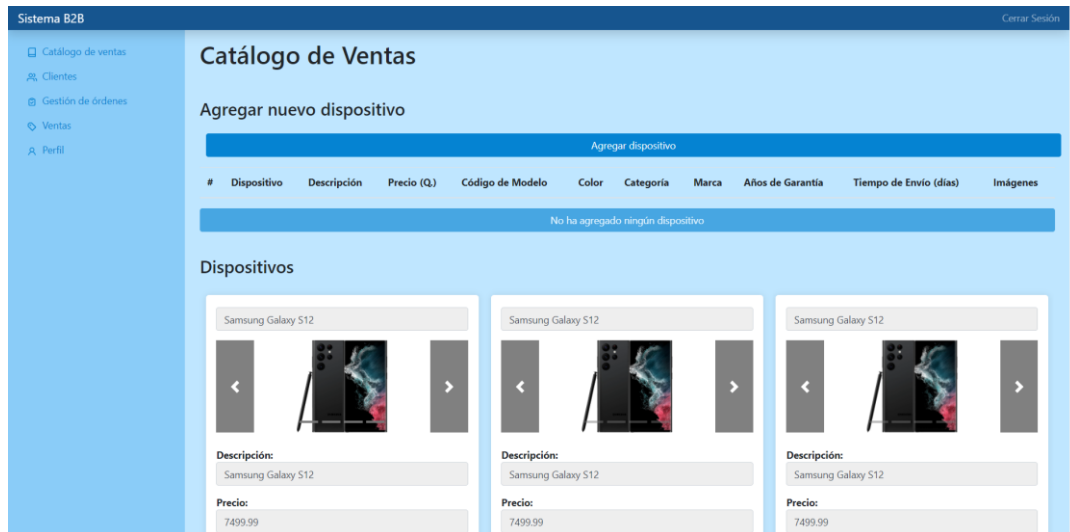 Sistema B2B
Cerrar Sesión
Catálogo de ventas
Clientes
Gestión de órdenes
Ventas
Perfil
Catálogo de Ventas
Agregar nuevo dispositivo
Agregar dispositivo
# Dispositivo Descripción Precio (Q.) Código de Modelo Color Categoría Marca Años de Garantía Tiempo de Envío (días) Imágenes
No ha agregado ningún dispositivo
Dispositivos
Samsung Galaxy S12 Samsung Galaxy S12 Samsung Galaxy S12
Descripción: Descripción: Descripción:
Samsung Galaxy S12 Samsung Galaxy S12 Samsung Galaxy S12
Precio: Precio: Precio:
7499.99 7499.99 7499.99